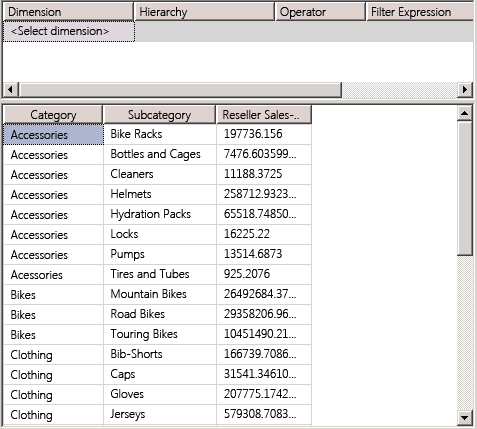 Dimension Hierarchy Operator Filter Expression
<Select dimension>
Category Subcategory Reseller Sales-..
Accessories Bike Racks 197736.156
Accessories Bottles and Cages 7476.603599...
Accessories Cleaners 11188.3725
Accessories Helmets 258712.9323...
Accessories Hydration Packs 65518.74850...
Accessories Locks 16225.22
Accessories Pumps 13514.6873
Acessories Tires and Tubes 925.2076
Bikes Mountain Bikes 26492684.37...
Bikes Road Bikes 29358206.96...
Bikes Touring Bikes 10451490.21...
Clothing Bib-Shorts 166739.7086...
Clothing Caps 31541.34610...
Clothing Gloves 207775.1742...
Clothing Jerseys 579308.7083...